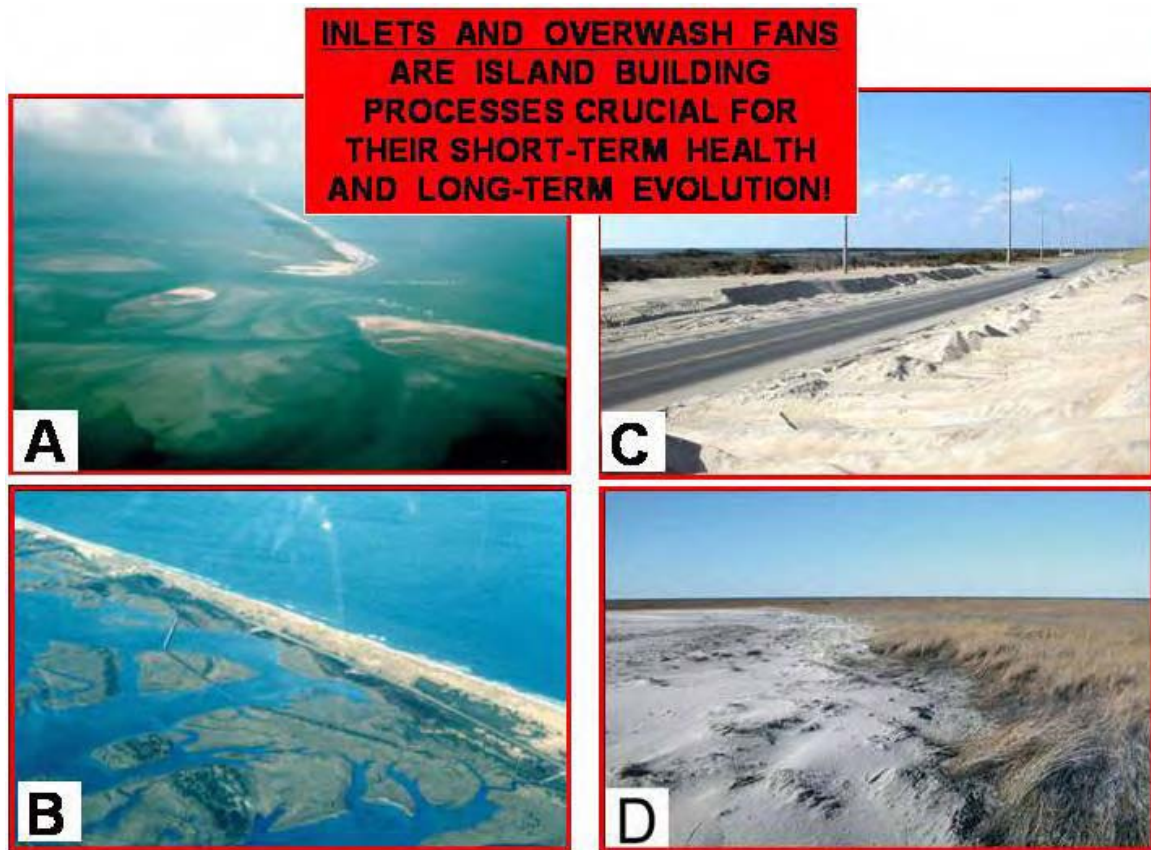 INLETS AND OVERWASH FANS
ARE ISLAND BUILDING
PROCESSES CRUCIAL FOR
THEIR SHORT-TERM HEALTH
AND LONG-TERM EVOLUTION!
A
C
B
D